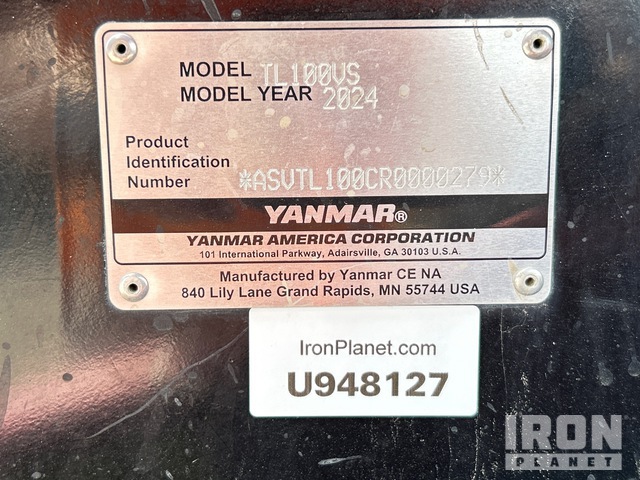 MODEL TL100VS
MODEL YEAR 2024
Product
Identification
Number *ASVTL100CR0000279*
YANMAR®
YANMAR AMERICA CORPORATION
101 International Parkway, Adairsville, GA 30103 U.S.A.
Manufactured by Yanmar CE NA
840 Lily Lane Grand Rapids, MN 55744 USA
IronPlanet.com
U948127
IRON
PLANET